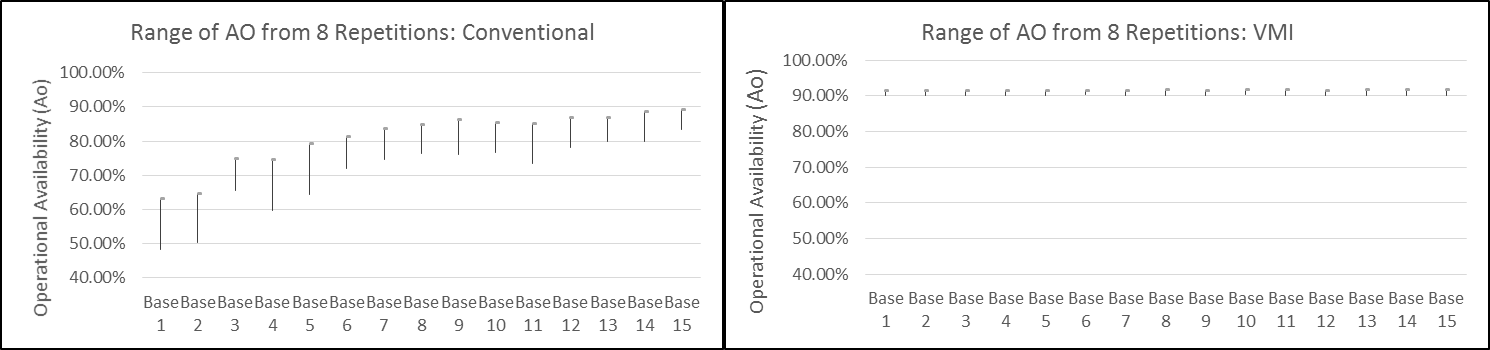 Range of AO from 8 Repetitions: Conventional
Operational Availability (Ao)
100.00%
90.00%
80.00%
70.00%
60.00%
50.00%
40.00%
Base Base Base Base Base Base Base Base Base Base Base Base Base Base Base
1 2 3 4 5 6 7 8 9 10 11 12 13 14 15
Range of AO from 8 Repetitions: VMI
Operational Availability (Ao)
100.00%
90.00%
80.00%
70.00%
60.00%
50.00%
40.00%
Base Base Base Base Base Base Base Base Base Base Base Base Base Base Base
1 2 3 4 5 6 7 8 9 10 11 12 13 14 15